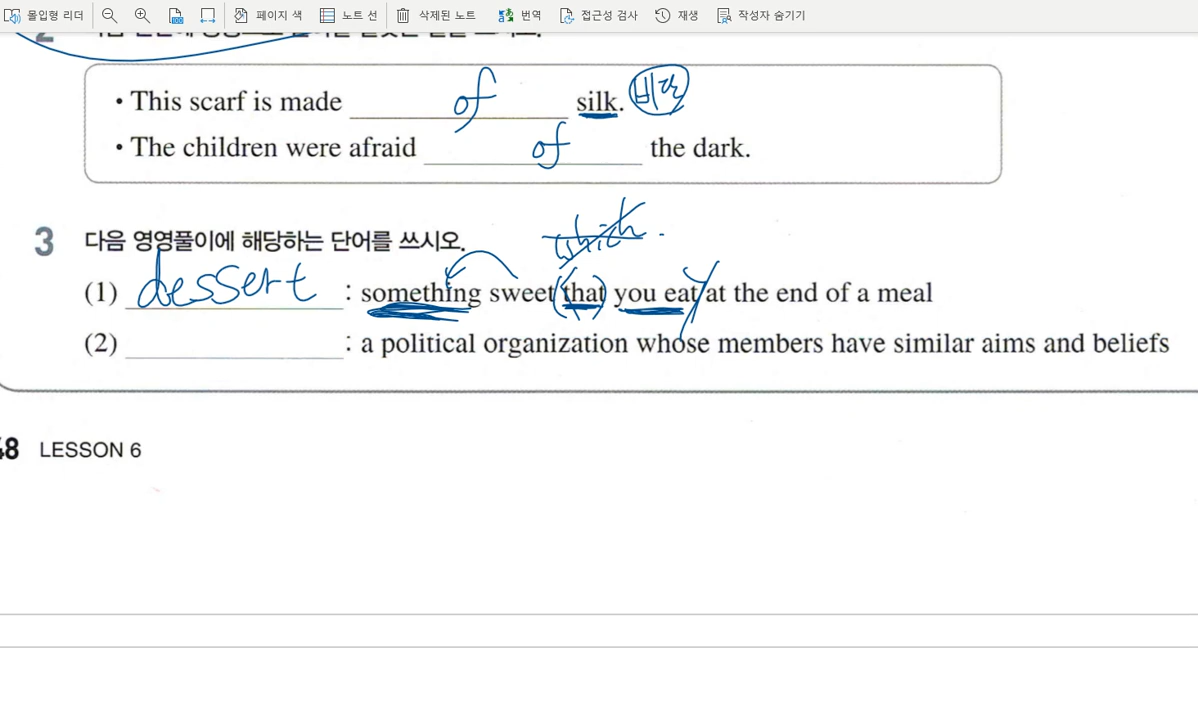 몰입형 리더 페이지 색 노트 선 삭제된 노트 번역 접근성 검사 재생 작성자 숨기기
2
• This scarf is made of silk. 비단
• The children were afraid of the dark.
which.
3 다음 영영풀이에 해당하는 단어를 쓰시오.
(1) dessert : something sweet (that) you eat at the end of a meal
(2) : a political organization whose members have similar aims and beliefs
48 LESSON 6